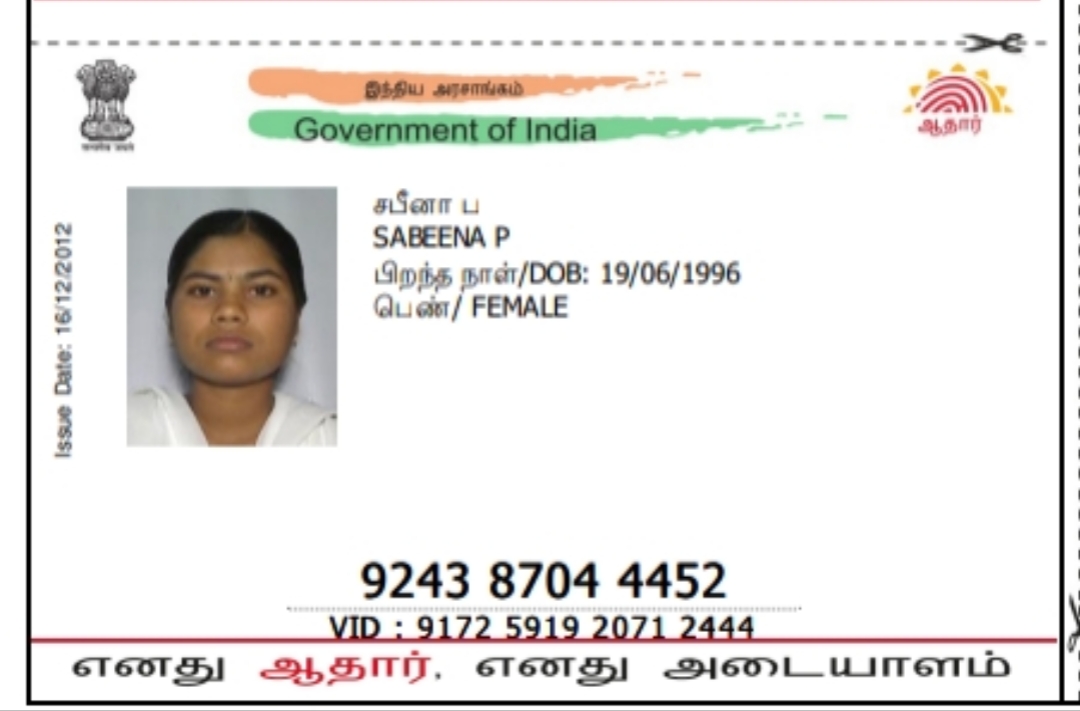 இந்திய அரசாங்கம்
Government of India
ஆதார்
Issue Date: 16/12/2012
சபீனா ப
SABEENA P
பிறந்த நாள்/DOB: 19/06/1996
பெண்/ FEMALE
9243 8704 4452
VID : 9172 5919 2071 2444
எனது ஆதார், எனது அடையாளம்